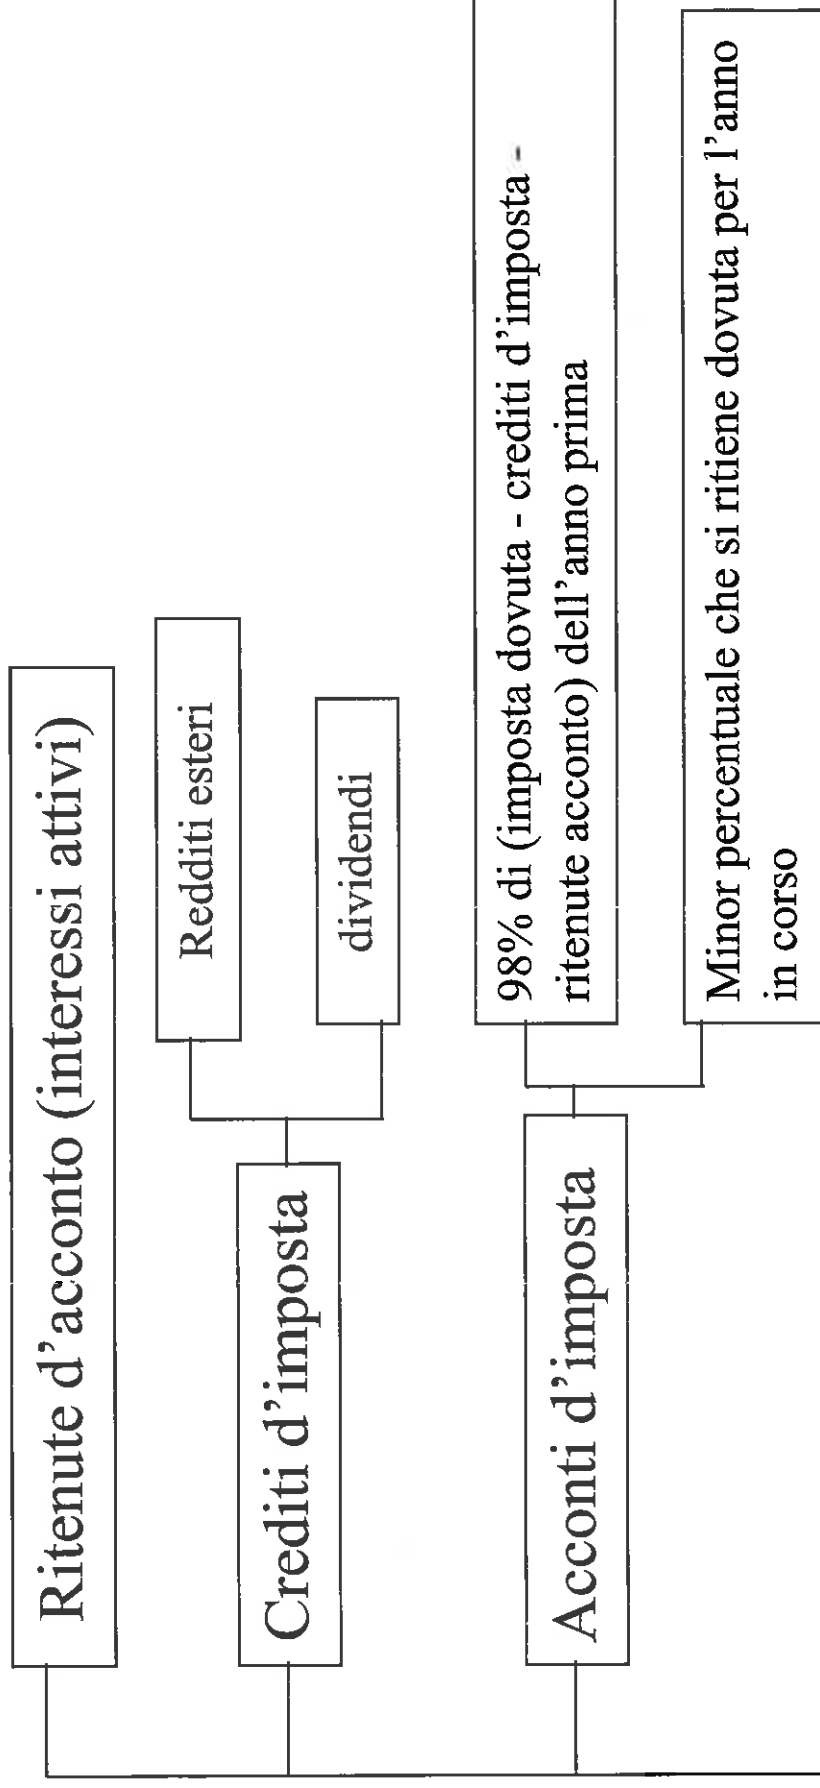 Ritenute d'acconto (interessi attivi)
Redditi esteri
Crediti d'imposta
dividendi
98% di (imposta dovuta - crediti d'imposta -
ritenute acconto) dell'anno prima
Acconti d'imposta
Minor percentuale che si ritiene dovuta per l'anno
in corso